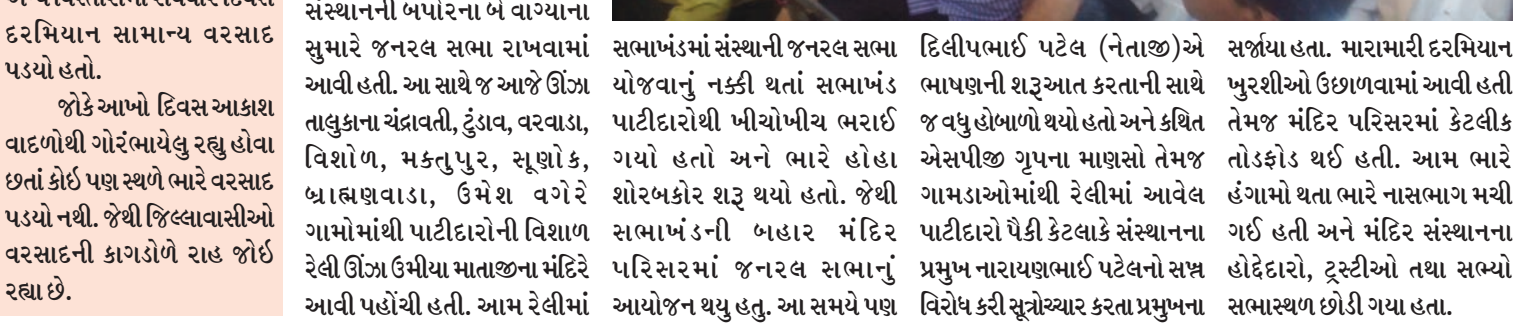 દરમિયાન સામાન્ય વરસાદ
પડયો હતો.
જોકે આખો દિવસ આકાશ
વાદળોથી ગોરંભાયેલુ રહ્યુ હોવા
છતાં કોઇ પણ સ્થળે ભારે વરસાદ
પડયો નથી. જેથી જિલ્લાવાસીઓ
વરસાદની કાગડોળે રાહ જોઇ
રહ્યા છે.
સંસ્થાનની બપોરના બે વાગ્યાના
સુમારે જનરલ સભા રાખવામાં
આવી હતી. આ સાથે જ આજે ઊંઝા
તાલુકાના ચંદ્રાવતી, ટુંડાવ, વરવાડા,
વિશોળ, મક્તુપુર, સૂણોક,
બ્રાહ્મણવાડા, ઉમેશ વગેરે
ગામોમાંથી પાટીદારોની વિશાળ
રેલી ઊંઝા ઉમીયા માતાજીના મંદિરે
આવી પહોંચી હતી. આમ રેલીમાં
સભાખંડમાં સંસ્થાની જનરલ સભા
યોજવાનું નક્કી થતાં સભાખંડ
પાટીદારોથી ખીચોખીચ ભરાઈ
ગયો હતો અને ભારે હોહા
શોરબકોર શરૂ થયો હતો. જેથી
સભાખંડની બહાર મંદિર
પરિસરમાં જનરલ સભાનું
આયોજન થયુ હતુ. આ સમયે પણ
દિલીપભાઈ પટેલ (નેતાજી)એ
ભાષણની શરૂઆત કરતાની સાથે
જ વધુ હોબાળો થયો હતો અને કથિત
એસપીજી ગૃપના માણસો તેમજ
ગામડાઓમાંથી રેલીમાં આવેલ
પાટીદારો પૈકી કેટલાકે સંસ્થાનના
પ્રમુખ નારાયણભાઈ પટેલનો સખ્ત
વિરોધ કરી સૂત્રોચ્ચાર કરતા પ્રમુખના
સર્જાયા હતા. મારામારી દરમિયાન
ખુરશીઓ ઉછાળવામાં આવી હતી
તેમજ મંદિર પરિસરમાં કેટલીક
તોડફોડ થઈ હતી. આમ ભારે
હંગામો થતા ભારે નાસભાગ મચી
ગઈ હતી અને મંદિર સંસ્થાનના
હોદ્દેદારો, ટ્રસ્ટીઓ તથા સભ્યો
સભાસ્થળ છોડી ગયા હતા.